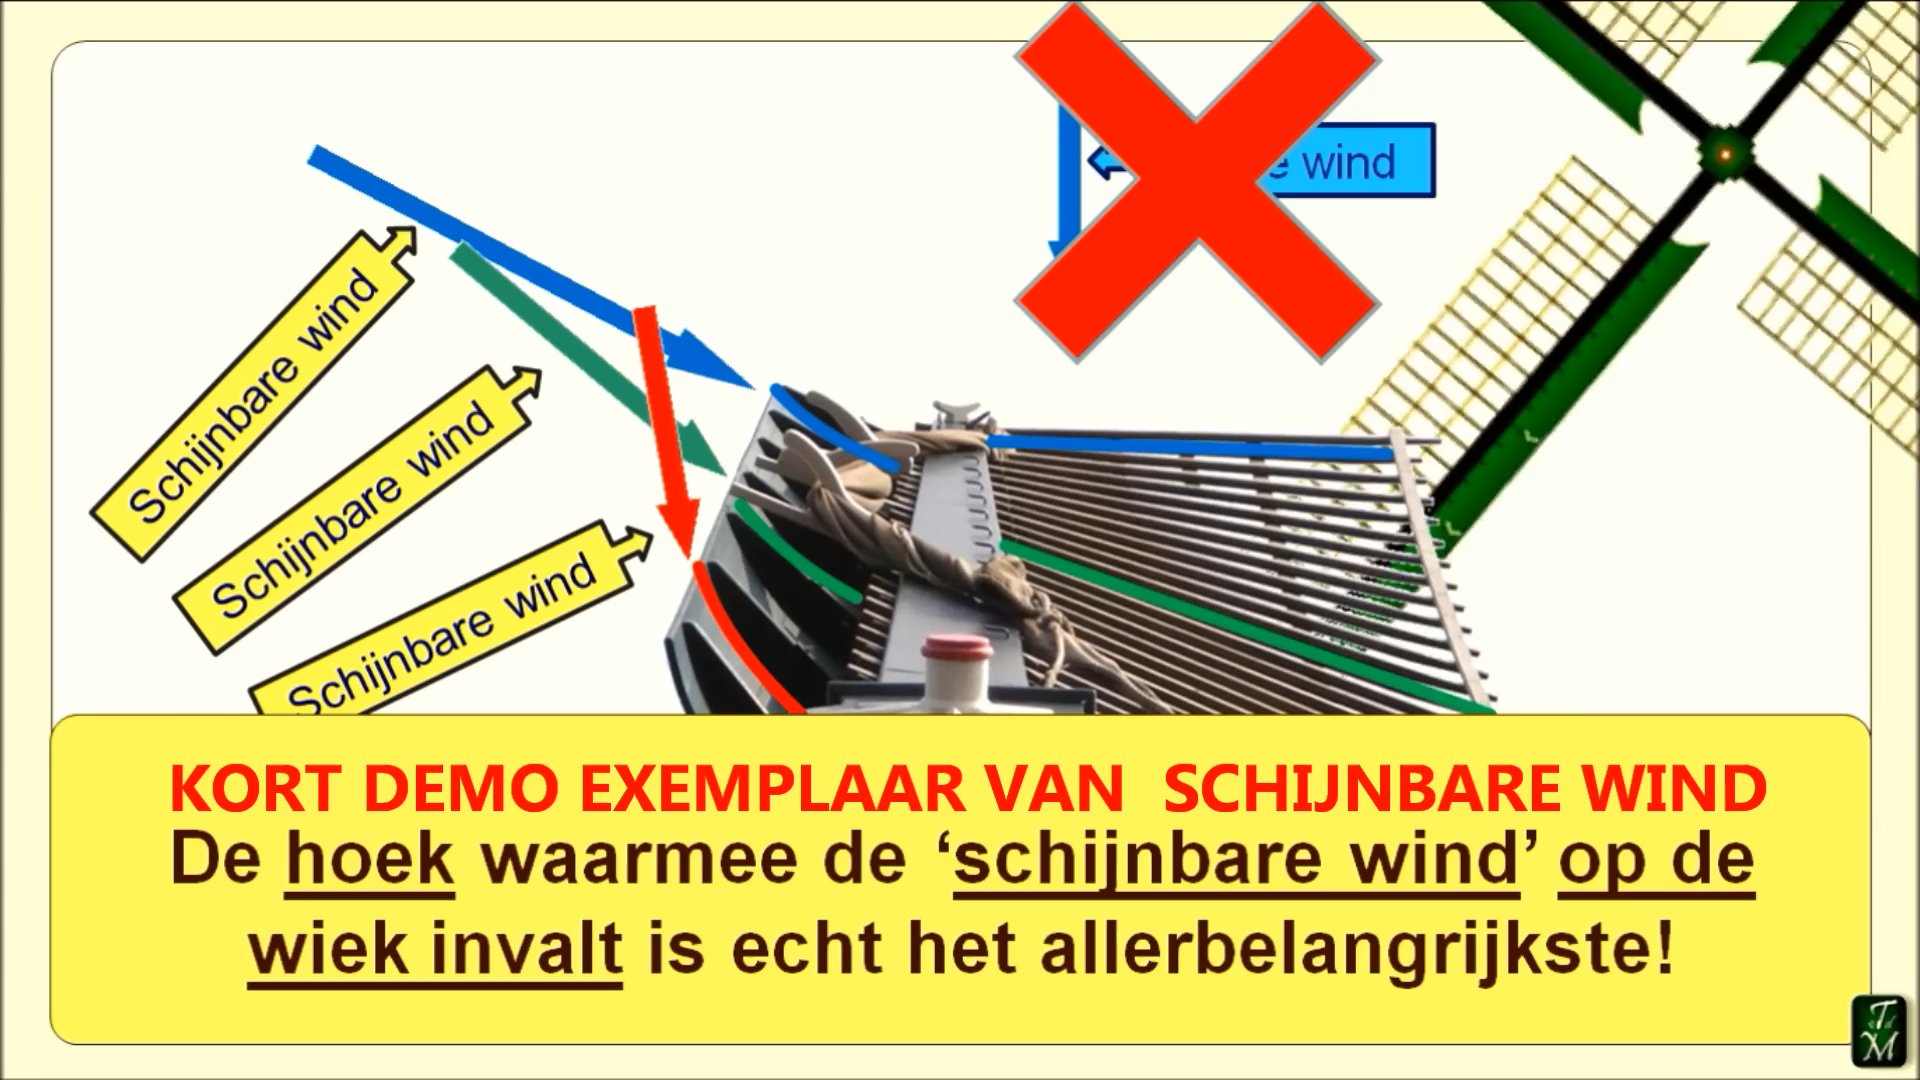 wind
Schijnbare wind
Schijnbare wind
Schijnbare wind
KORT DEMO EXEMPLAAR VAN SCHIJNBARE WIND
De hoek waarmee de ‘schijnbare wind’ op de
wiek invalt is echt het allerbelangrijkste!
TM